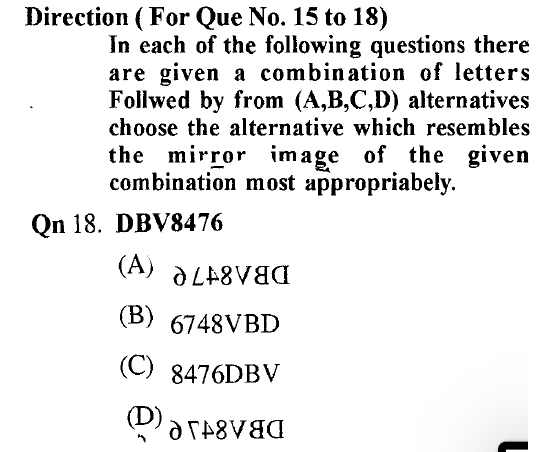 Direction ( For Que No. 15 to 18)
In each of the following questions there
are given a combination of letters
Follwed by from (A,B,C,D) alternatives
choose the alternative which resembles
the mirror image of the given
combination most appropriabely.
Qn 18. DBV8476
(A)
(B) 6748VBD
(C) 8476DBV
(D)